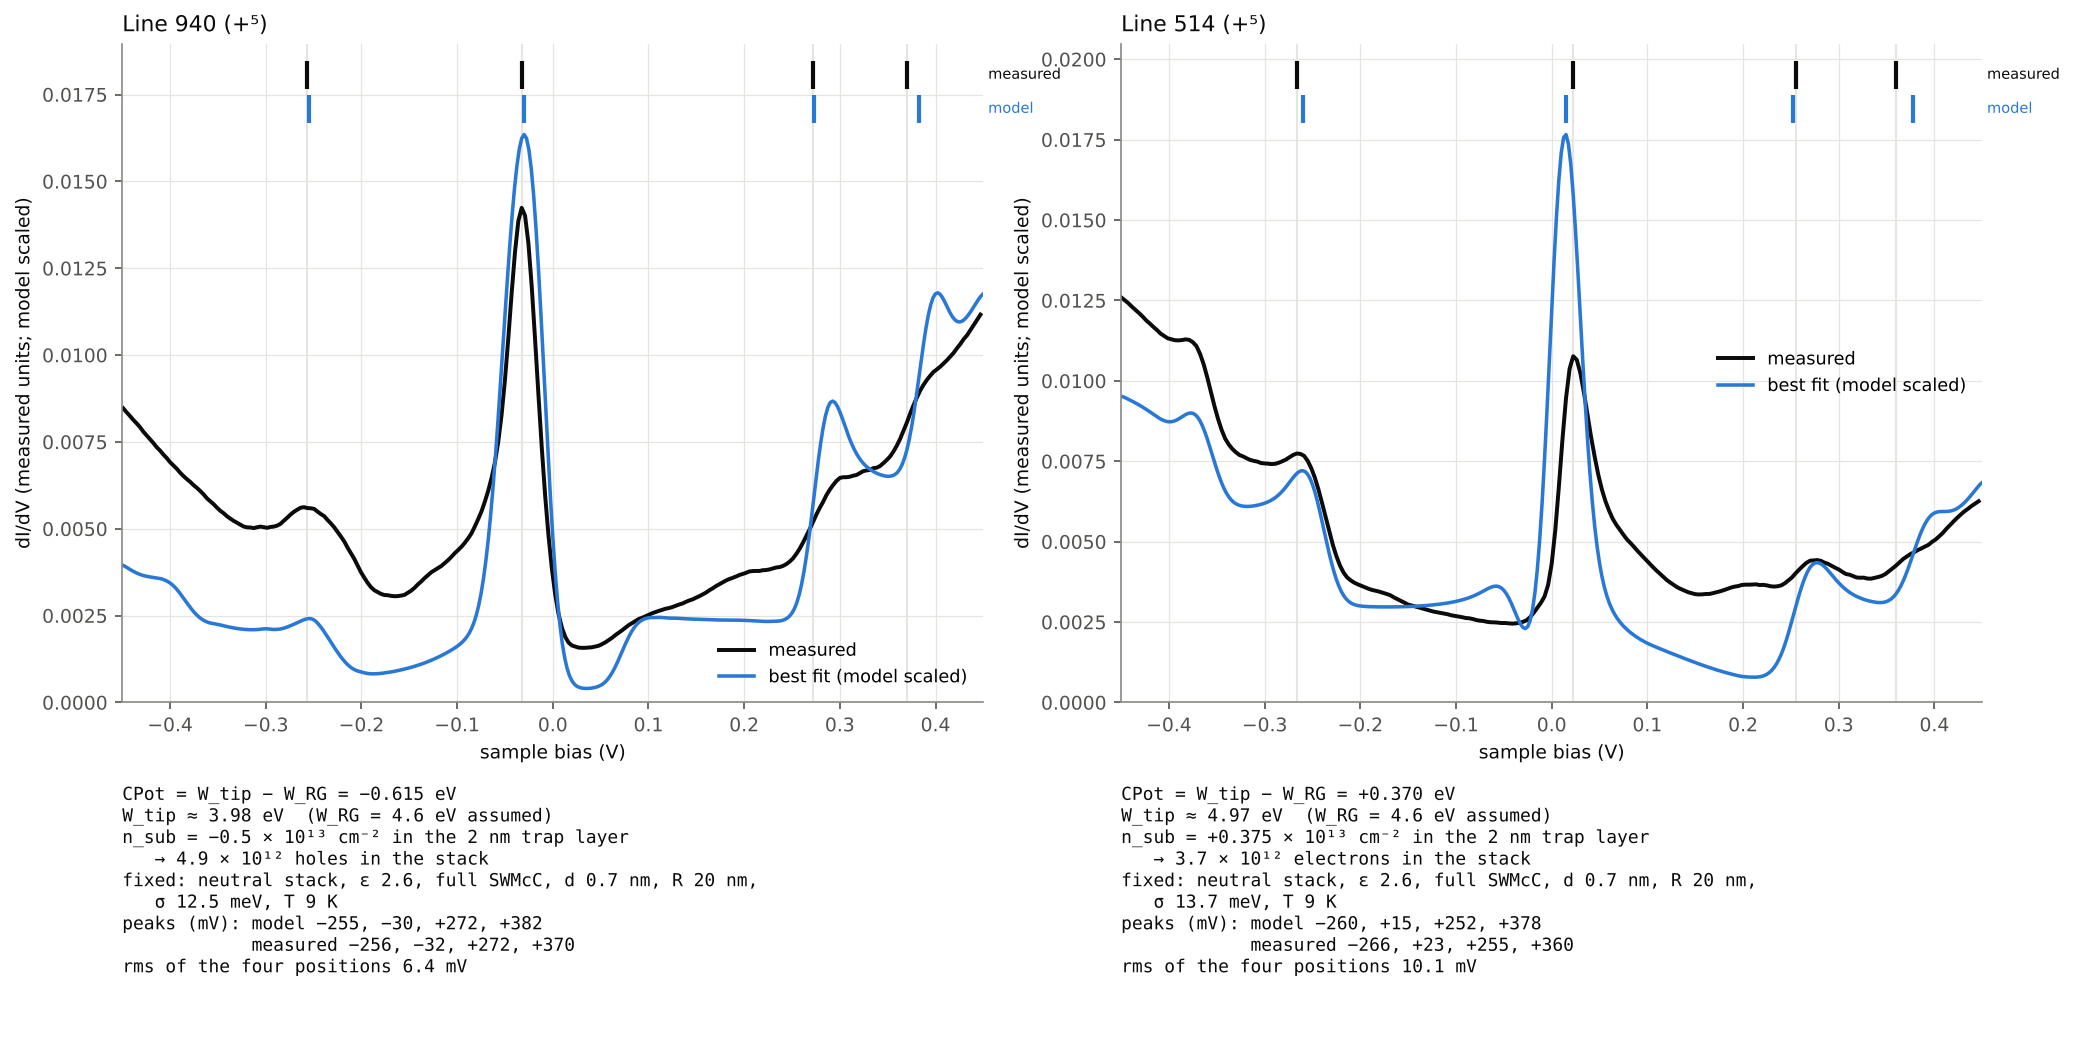 Line 940 (+⁵)
measured
model
0.0175
0.0150
0.0125
0.0100
0.0075
0.0050
0.0025
0.0000
dI/dV (measured units; model scaled)
measured
best fit (model scaled)
−0.4 −0.3 −0.2 −0.1 0.0 0.1 0.2 0.3 0.4
sample bias (V)
CPot = W_tip − W_RG = −0.615 eV
W_tip ≈ 3.98 eV (W_RG = 4.6 eV assumed)
n_sub = −0.5 × 10¹³ cm⁻² in the 2 nm trap layer
→ 4.9 × 10¹² holes in the stack
fixed: neutral stack, ε 2.6, full SWMcC, d 0.7 nm, R 20 nm,
σ 12.5 meV, T 9 K
peaks (mV): model −255, −30, +272, +382
measured −256, −32, +272, +370
rms of the four positions 6.4 mV
Line 514 (+⁵)
measured
model
0.0200
0.0175
0.0150
0.0125
0.0100
0.0075
0.0050
0.0025
0.0000
dI/dV (measured units; model scaled)
measured
best fit (model scaled)
−0.4 −0.3 −0.2 −0.1 0.0 0.1 0.2 0.3 0.4
sample bias (V)
CPot = W_tip − W_RG = +0.370 eV
W_tip ≈ 4.97 eV (W_RG = 4.6 eV assumed)
n_sub = +0.375 × 10¹³ cm⁻² in the 2 nm trap layer
→ 3.7 × 10¹² electrons in the stack
fixed: neutral stack, ε 2.6, full SWMcC, d 0.7 nm, R 20 nm,
σ 13.7 meV, T 9 K
peaks (mV): model −260, +15, +252, +378
measured −266, +23, +255, +360
rms of the four positions 10.1 mV